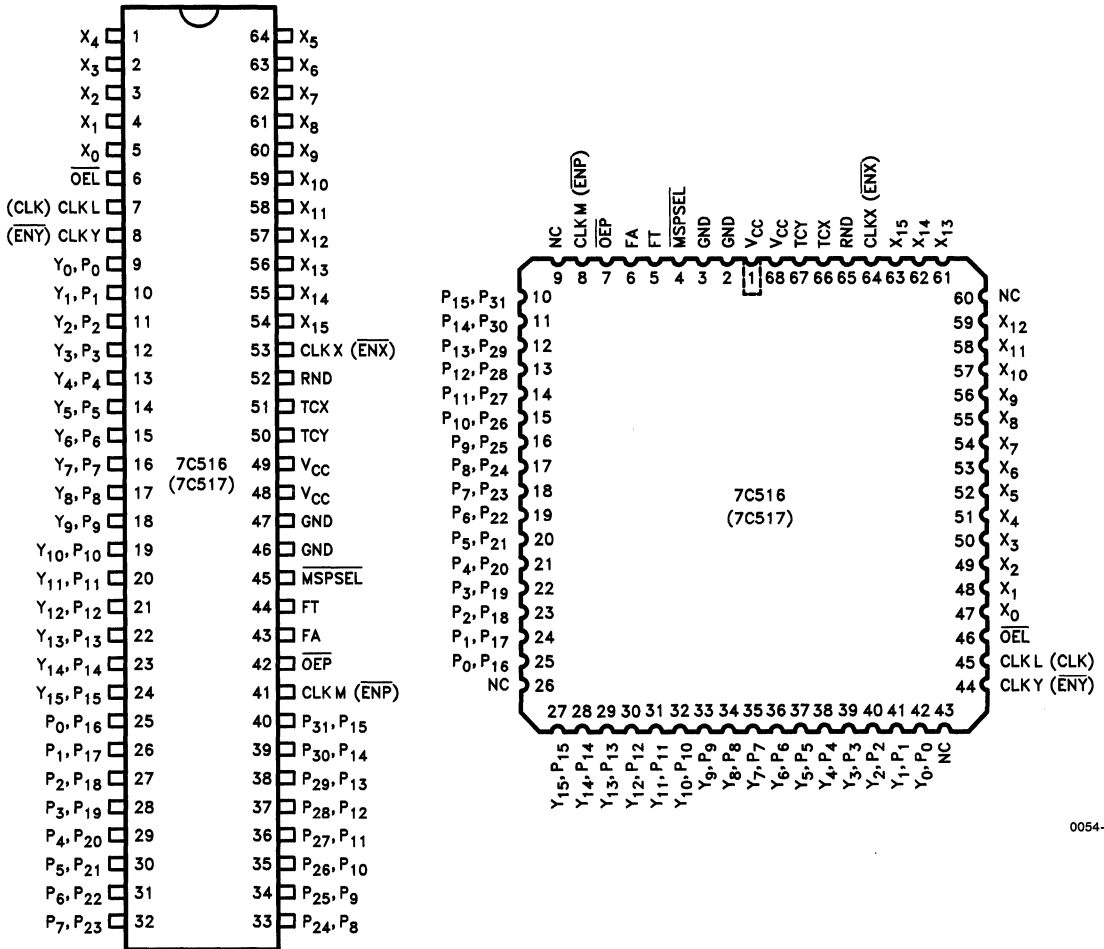 X4 1 64 X5
X3 2 63 X6
X2 3 62 X7
X1 4 61 X8
X0 5 60 X9
O̅E̅L̅ 6 59 X10
(CLK) CLKL 7 58 X11
(E̅N̅Y̅) CLKY 8 57 X12
Y0, P0 9 56 X13
Y1, P1 10 55 X14
Y2, P2 11 54 X15
Y3, P3 12 53 CLKX (E̅N̅X̅)
Y4, P4 13 52 RND
Y5, P5 14 51 TCX
Y6, P6 15 50 TCY
Y7, P7 16 49 VCC
Y8, P8 17 48 VCC
7C516
(7C517)
Y9, P9 18 47 GND
Y10, P10 19 46 GND
Y11, P11 20 45 M̅S̅P̅S̅E̅L̅
Y12, P12 21 44 FT
Y13, P13 22 43 FA
Y14, P14 23 42 O̅E̅P̅
Y15, P15 24 41 CLKM (E̅N̅P̅)
P0, P16 25 40 P31, P15
P1, P17 26 39 P30, P14
P2, P18 27 38 P29, P13
P3, P19 28 37 P28, P12
P4, P20 29 36 P27, P11
P5, P21 30 35 P26, P10
P6, P22 31 34 P25, P9
P7, P23 32 33 P24, P8
NC CLKM (E̅N̅P̅) O̅E̅P̅ FA FT M̅S̅P̅S̅E̅L̅ GND GND VCC VCC TCY TCX RND CLKX (E̅N̅X̅) X15 X14 X13
9 8 7 6 5 4 3 2 1 68 67 66 65 64 63 62 61
P15, P31 10 60 NC
P14, P30 11 59 X12
P13, P29 12 58 X11
P12, P28 13 57 X10
P11, P27 14 56 X9
P10, P26 15 55 X8
P9, P25 16 54 X7
P8, P24 17 53 X6
P7, P23 18 52 X5
7C516
(7C517)
P6, P22 19 51 X4
P5, P21 20 50 X3
P4, P20 21 49 X2
P3, P19 22 48 X1
P2, P18 23 47 X0
P1, P17 24 46 O̅E̅L̅
P0, P16 25 45 CLKL (CLK)
NC 26 44 CLKY (E̅N̅Y̅)
27 28 29 30 31 32 33 34 35 36 37 38 39 40 41 42 43
Y15, P15 Y14, P14 Y13, P13 Y12, P12 Y11, P11 Y10, P10 Y9, P9 Y8, P8 Y7, P7 Y6, P6 Y5, P5 Y4, P4 Y3, P3 Y2, P2 Y1, P1 Y0, P0 NC
0054-